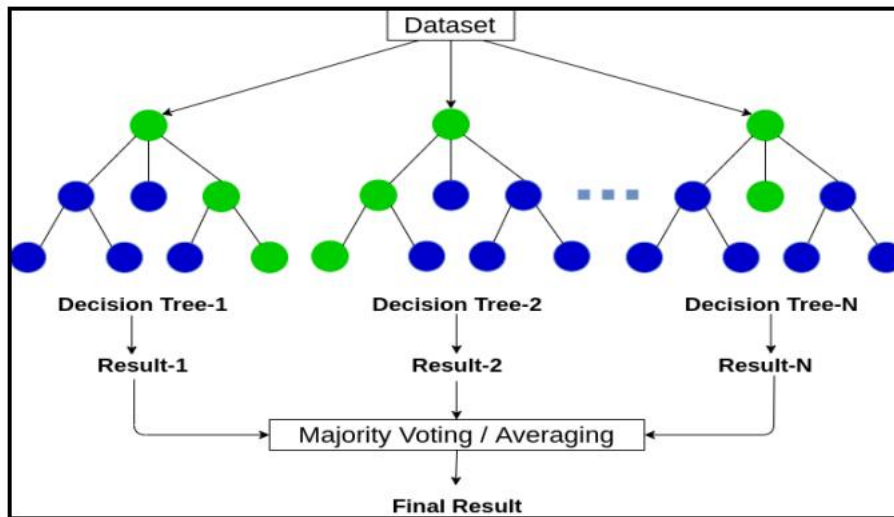 Dataset
Decision Tree-1
Decision Tree-2
Decision Tree-N
Result-1
Result-2
Result-N
Majority Voting / Averaging
Final Result